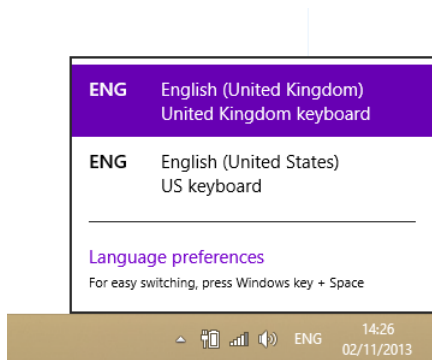 ENG English (United Kingdom)
United Kingdom keyboard
ENG English (United States)
US keyboard
Language preferences
For easy switching, press Windows key + Space
ENG 14:26
02/11/2013